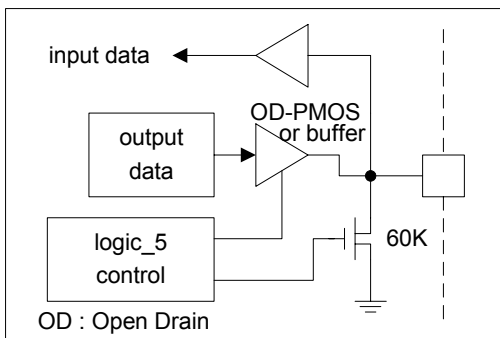 input data
OD-PMOS
or buffer
output
data
logic_5
control
60K
OD : Open Drain